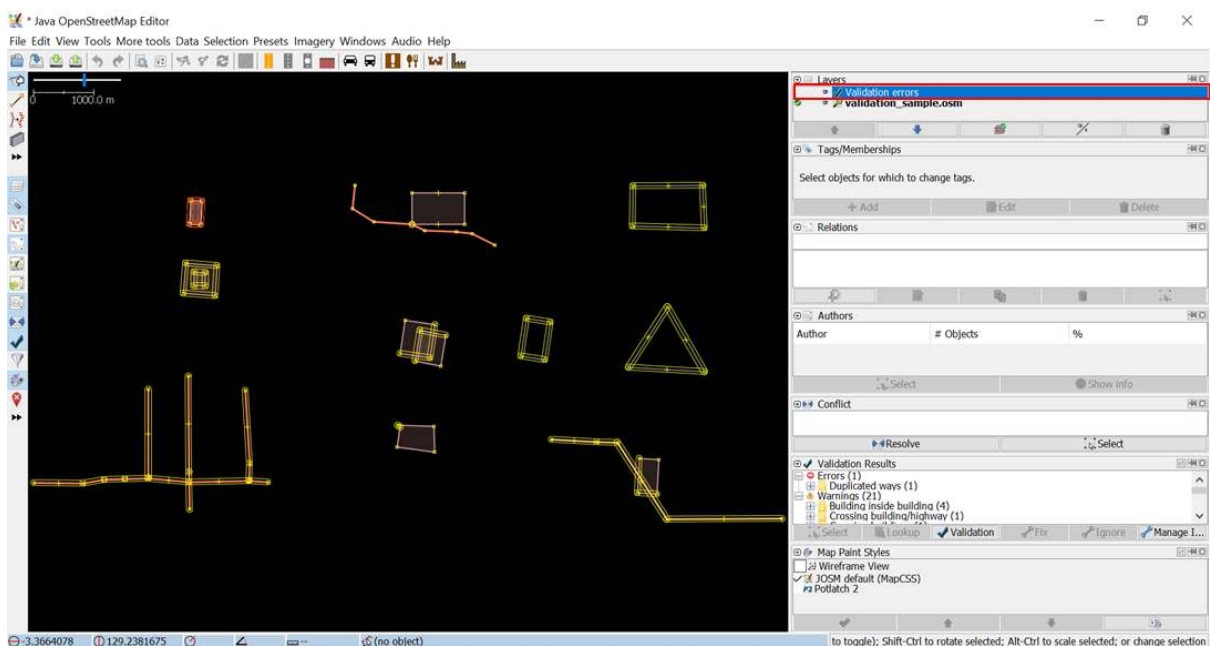 * Java OpenStreetMap Editor
File Edit View Tools More tools Data Selection Presets Imagery Windows Audio Help
0 1000.0 m
Layers
Validation errors
validation_sample.osm
Tags/Memberships
Select objects for which to change tags.
Add Edit Delete
Relations
Authors
Author # Objects %
Select Show info
Conflict
Resolve Select
Validation Results
Errors (1)
Duplicated ways (1)
Warnings (21)
Building inside building (4)
Crossing building/highway (1)
Select Lookup Validation Fix Ignore Manage I...
Map Paint Styles
Wireframe View
JOSM default (MapCSS)
P2 Potlatch 2
-3.3664078 129.2381675 -- (no object) to toggle); Shift-Ctrl to rotate selected; Alt-Ctrl to scale selected; or change selection